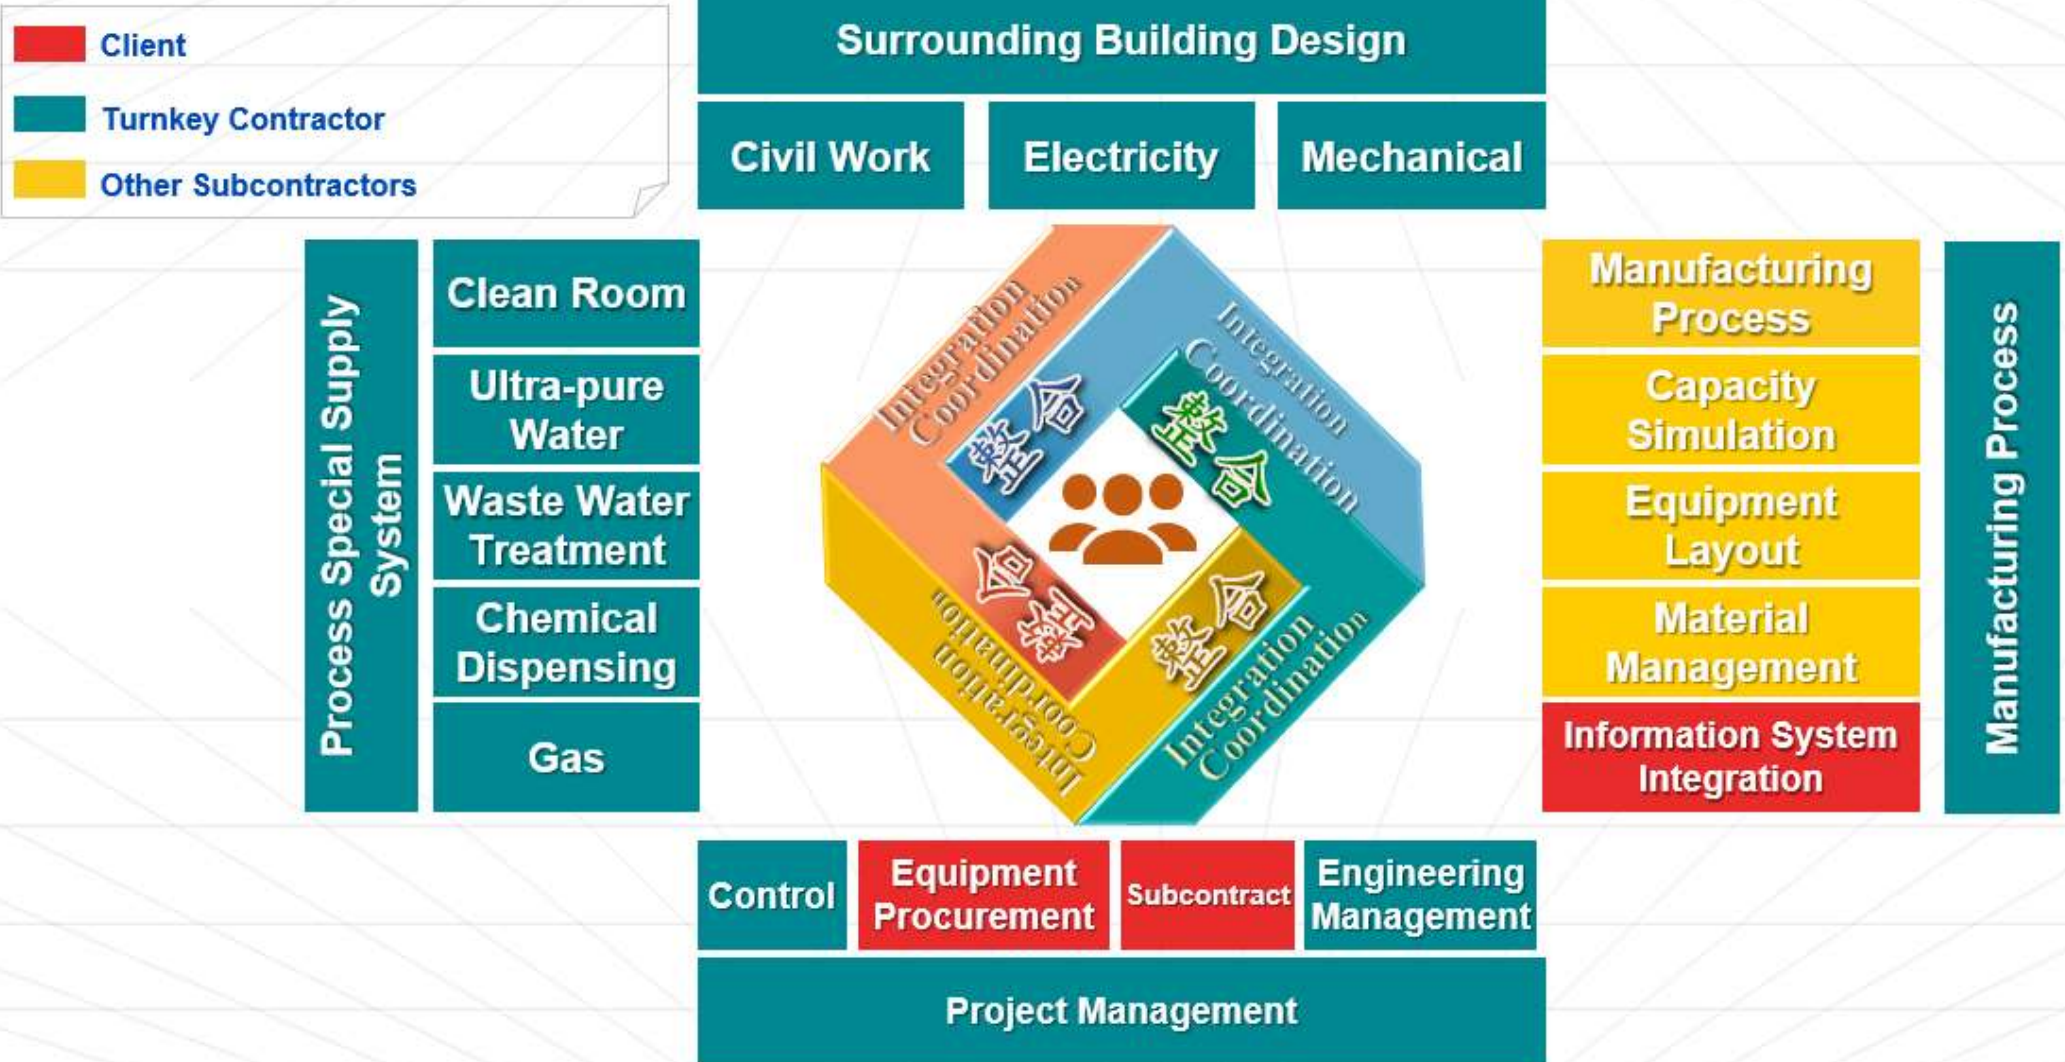 Client
Turnkey Contractor
Other Subcontractors
Surrounding Building Design
Civil Work
Electricity
Mechanical
Process Special Supply
System
Clean Room
Ultra-pure
Water
Waste Water
Treatment
Chemical
Dispensing
Gas
Integration
Coordination
整合
Integration
Coordination
整合
Integration
Coordination
整合
Integration
Coordination
整合
Manufacturing
Process
Capacity
Simulation
Equipment
Layout
Material
Management
Information System
Integration
Manufacturing Process
Control
Equipment
Procurement
Subcontract
Engineering
Management
Project Management